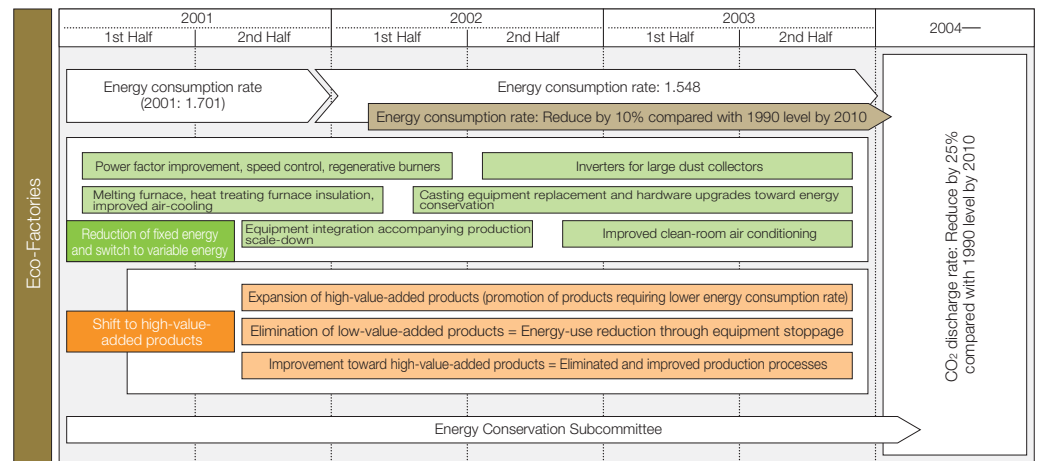 Eco-Factories
2001
2002
2003
2004—
1st Half
2nd Half
1st Half
2nd Half
1st Half
2nd Half
Energy consumption rate
(2001: 1.701)
Energy consumption rate: 1.548
Energy consumption rate: Reduce by 10% compared with 1990 level by 2010
Power factor improvement, speed control, regenerative burners
Inverters for large dust collectors
Melting furnace, heat treating furnace insulation,
improved air-cooling
Casting equipment replacement and hardware upgrades toward energy
conservation
Reduction of fixed energy
and switch to variable energy
Equipment integration accompanying production
scale-down
Improved clean-room air conditioning
Expansion of high-value-added products (promotion of products requiring lower energy consumption rate)
Shift to high-value-
added products
Elimination of low-value-added products = Energy-use reduction through equipment stoppage
Improvement toward high-value-added products = Eliminated and improved production processes
Energy Conservation Subcommittee
CO₂ discharge rate: Reduce by 25%
compared with 1990 level by 2010